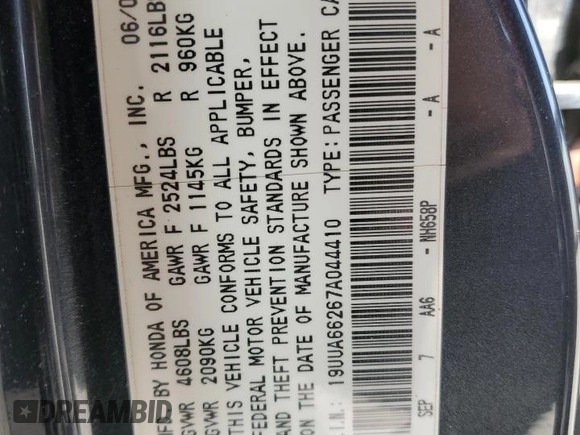 MFD. BY HONDA OF AMERICA MFG., INC. 06/0
GVWR 4608LBS GAWR F 2524LBS R 2116LB
GVWR 2090KG GAWR F 1145KG R 960KG
THIS VEHICLE CONFORMS TO ALL APPLICABLE
FEDERAL MOTOR VEHICLE SAFETY, BUMPER,
AND THEFT PREVENTION STANDARDS IN EFFECT
ON THE DATE OF MANUFACTURE SHOWN ABOVE.
V.I.N.: 19UUA66267A044410 TYPE: PASSENGER CA
SEP 7 AA6 - NH658P - A - A
© AUTOBIDMASTER